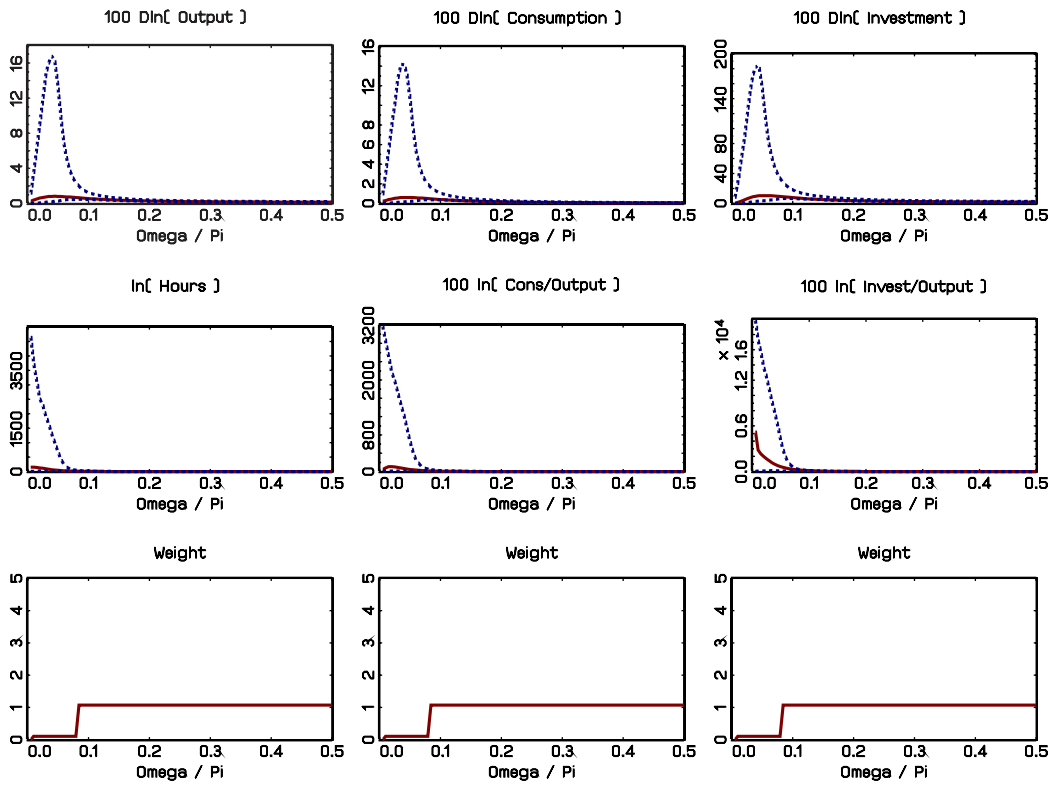 100 Dln[ Output ]
100 Dln[ Consumption ]
100 Dln[ Investment ]
16
12
8
4
0
0.0 0.1 0.2 0.3 0.4 0.5
Omega / Pi
16
14
12
10
8
6
4
2
0
0.0 0.1 0.2 0.3 0.4 0.5
Omega / Pi
200
140
80
40
0
0.0 0.1 0.2 0.3 0.4 0.5
Omega / Pi
ln[ Hours ]
100 ln[ Cons/Output ]
100 ln[ Invest/Output ]
3500
1500
0
0.0 0.1 0.2 0.3 0.4 0.5
Omega / Pi
3200
2000
800
0
0.0 0.1 0.2 0.3 0.4 0.5
Omega / Pi
× 10⁴
1.6
1.2
0.6
0.0
0.0 0.1 0.2 0.3 0.4 0.5
Omega / Pi
Weight
Weight
Weight
5
4
3
2
1
0
0.0 0.1 0.2 0.3 0.4 0.5
Omega / Pi
5
4
3
2
1
0
0.0 0.1 0.2 0.3 0.4 0.5
Omega / Pi
5
4
3
2
1
0
0.0 0.1 0.2 0.3 0.4 0.5
Omega / Pi